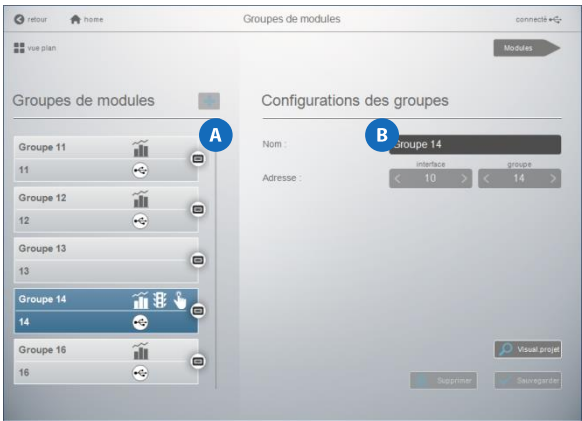 retour home Groupes de modules connecté
vue plan Modules
Groupes de modules Configurations des groupes
A B
Groupe 11
11
Nom : Groupe 14
interface groupe
Adresse : < 10 > < 14 >
Groupe 12
12
Groupe 13
13
Groupe 14
14
Groupe 16
16
Visual.projet
Supprimer Sauvegarder